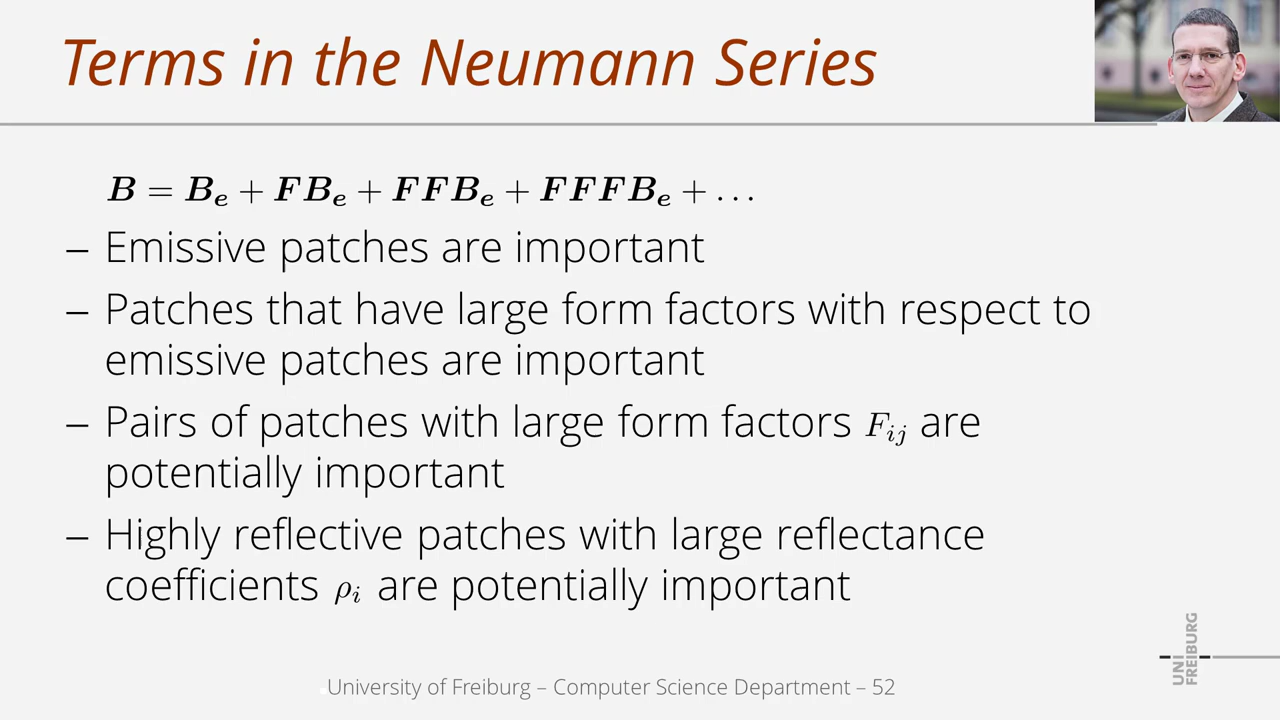 Terms in the Neumann Series
B = Bₑ + FBₑ + FFBₑ + FFFBₑ + ...
– Emissive patches are important
– Patches that have large form factors with respect to
emissive patches are important
– Pairs of patches with large form factors Fᵢⱼ are
potentially important
– Highly reflective patches with large reflectance
coefficients ρᵢ are potentially important
University of Freiburg – Computer Science Department – 52
UNI
FREIBURG